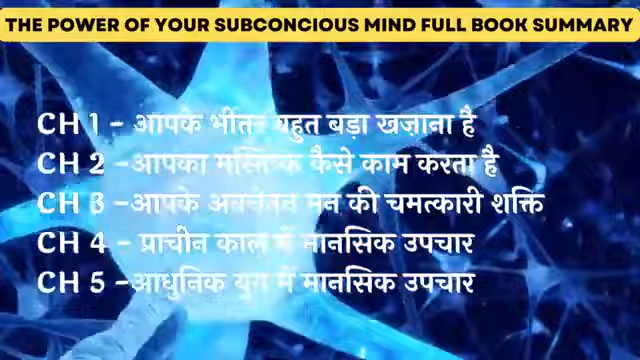 THE POWER OF YOUR SUBCONCIOUS MIND FULL BOOK SUMMARY
CH 1 - आपके भीतर बहुत बड़ा खज़ाना है
CH 2 -आपका मस्तिष्क कैसे काम करता है
CH 3 -आपके अवचेतन मन की चमत्कारी शक्ति
CH 4 - प्राचीन काल में मानसिक उपचार
CH 5 -आधुनिक युग में मानसिक उपचार